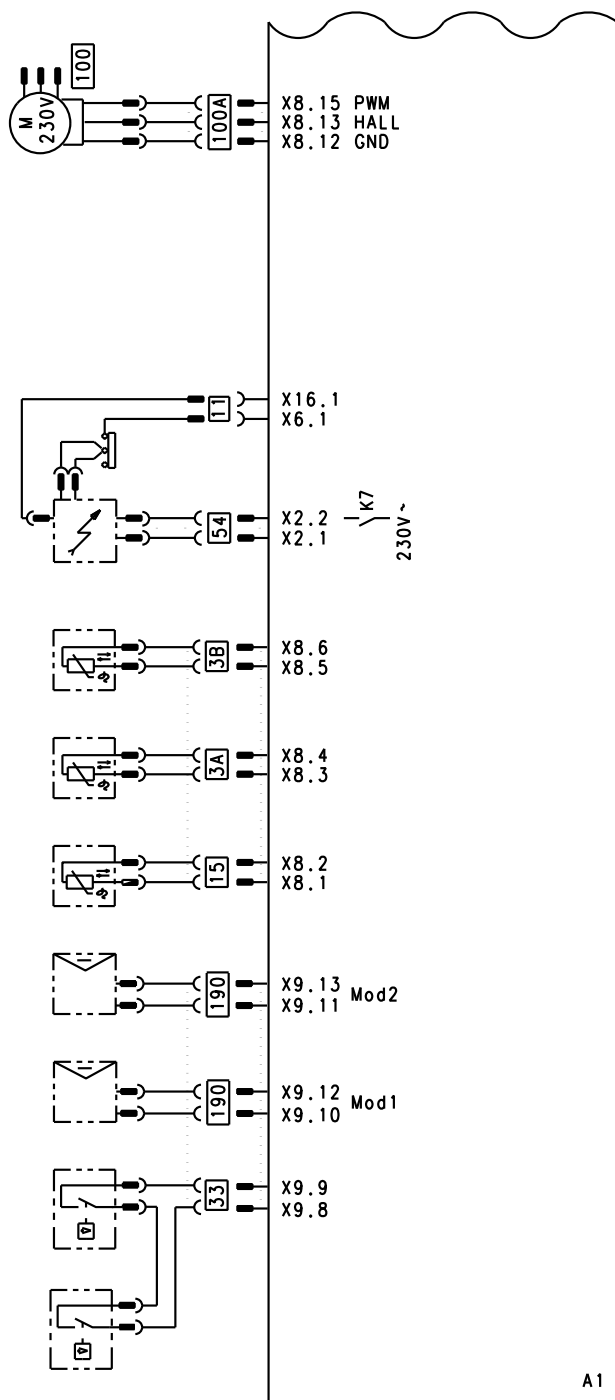 100
M
230V
100A
X8.15 PWM
X8.13 HALL
X8.12 GND
11
X16.1
X6.1
54
X2.2
X2.1
K7
230V~
3B
X8.6
X8.5
3A
X8.4
X8.3
15
X8.2
X8.1
190
X9.13
X9.11
Mod2
190
X9.12
X9.10
Mod1
33
X9.9
X9.8
A1